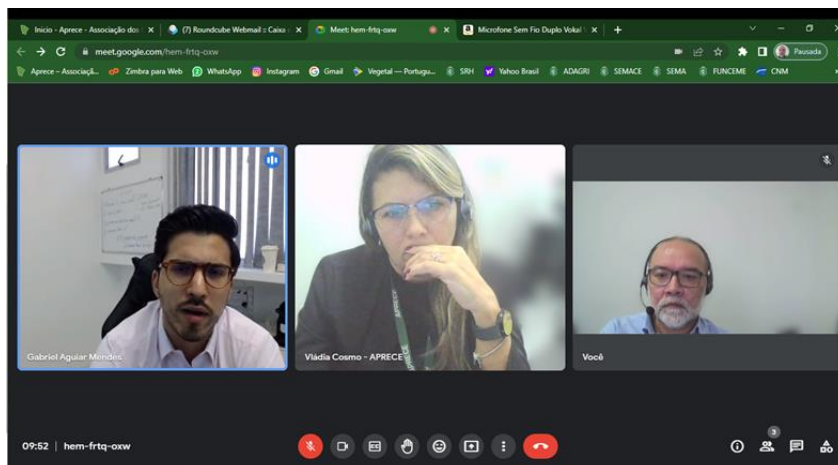 Inicio - Aprece - Associação dos
(7) Roundcube Webmail :: Caixa
Meet: hem-frtq-oxw
Microfone Sem Fio Duplo Vokal
meet.google.com/hem-frtq-oxw
Pausada
Aprece – Associaçã... Zimbra para Web WhatsApp Instagram Gmail Vegetal — Portugu... SRH Yahoo Brasil ADAGRI SEMACE SEMA FUNCEME CNM
APRECE
Gabriel Aguiar Mendes
Vládia Cosmo - APRECE
Você
3
09:52 | hem-frtq-oxw